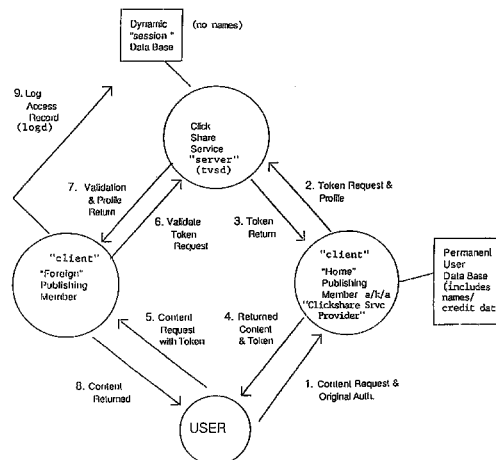 Dynamic
"session"
Data Base
(no names)
9. Log
Access
Record
(logd)
Click
Share
Service
"server"
(tvsd)
7. Validation
& Profile
Return
6. Validate
Token
Request
2. Token Request &
Profile
3. Token
Return
"client"
"Foreign"
Publishing
Member
"client"
"Home"
Publishing
Member a/k/a
"Clickshare Srvc
Provider"
Permanent
User
Data Base
(includes
names/
credit dat
5. Content
Request
with Token
4. Returned
Content
& Token
8. Content
Returned
1. Content Request &
Original Auth.
USER